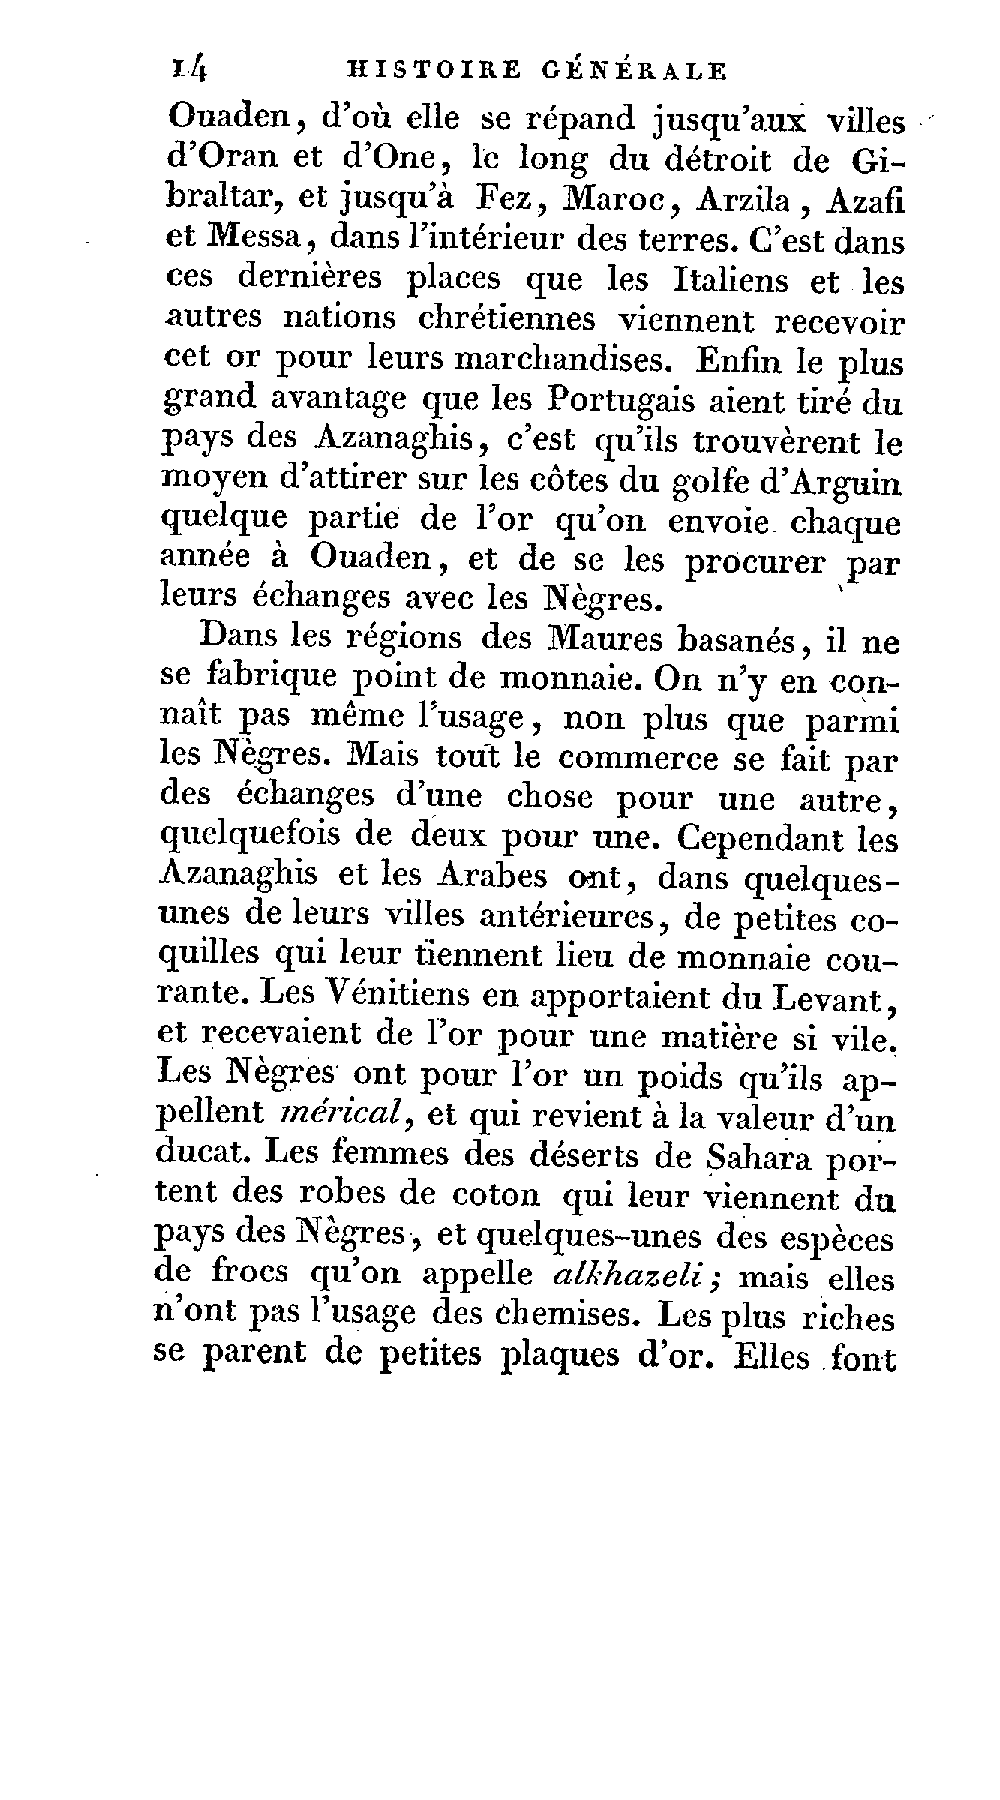 14 HISTOIRE GÉNÉRALE
Ouaden, d'où elle se répand jusqu'aux villes
d'Oran et d'One, le long du détroit de Gi-
braltar, et jusqu'à Fez, Maroc, Arzila, Azafi
et Messa, dans l'intérieur des terres. C'est dans
ces dernières places que les Italiens et les
autres nations chrétiennes viennent recevoir
cet or pour leurs marchandises. Enfin le plus
grand avantage que les Portugais aient tiré du
pays des Azanaghis, c'est qu'ils trouvèrent le
moyen d'attirer sur les côtes du golfe d'Arguin
quelque partie de l'or qu'on envoie chaque
année à Ouaden, et de se les procurer par
leurs échanges avec les Nègres.
Dans les régions des Maures basanés, il ne
se fabrique point de monnaie. On n'y en con-
naît pas même l'usage, non plus que parmi
les Nègres. Mais tout le commerce se fait par
des échanges d'une chose pour une autre,
quelquefois de deux pour une. Cependant les
Azanaghis et les Arabes ont, dans quelques-
unes de leurs villes antérieures, de petites co-
quilles qui leur tiennent lieu de monnaie cou-
rante. Les Vénitiens en apportaient du Levant,
et recevaient de l'or pour une matière si vile.
Les Nègres ont pour l'or un poids qu'ils ap-
pellent mérical, et qui revient à la valeur d'un
ducat. Les femmes des déserts de Sahara por-
tent des robes de coton qui leur viennent du
pays des Nègres, et quelques-unes des espèces
de frocs qu'on appelle alkhazeli; mais elles
n'ont pas l'usage des chemises. Les plus riches
se parent de petites plaques d'or. Elles font